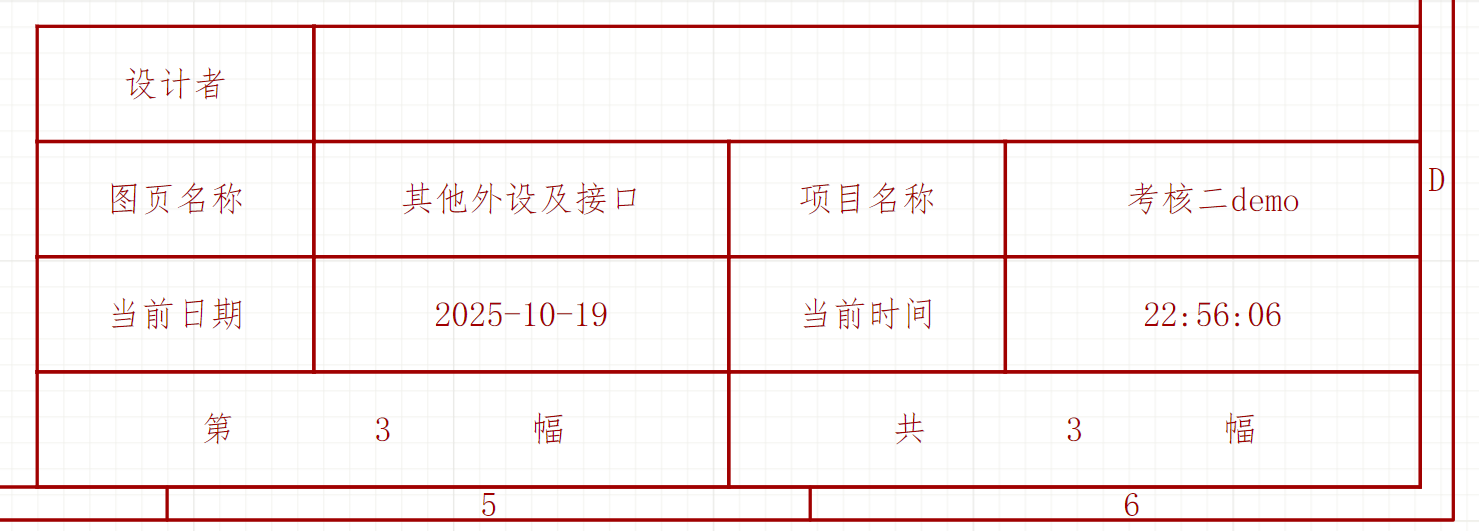 设计者
图页名称 其他外设及接口 项目名称 考核二demo
D
当前日期 2025-10-19 当前时间 22:56:06
第 3 幅 共 3 幅
5 6